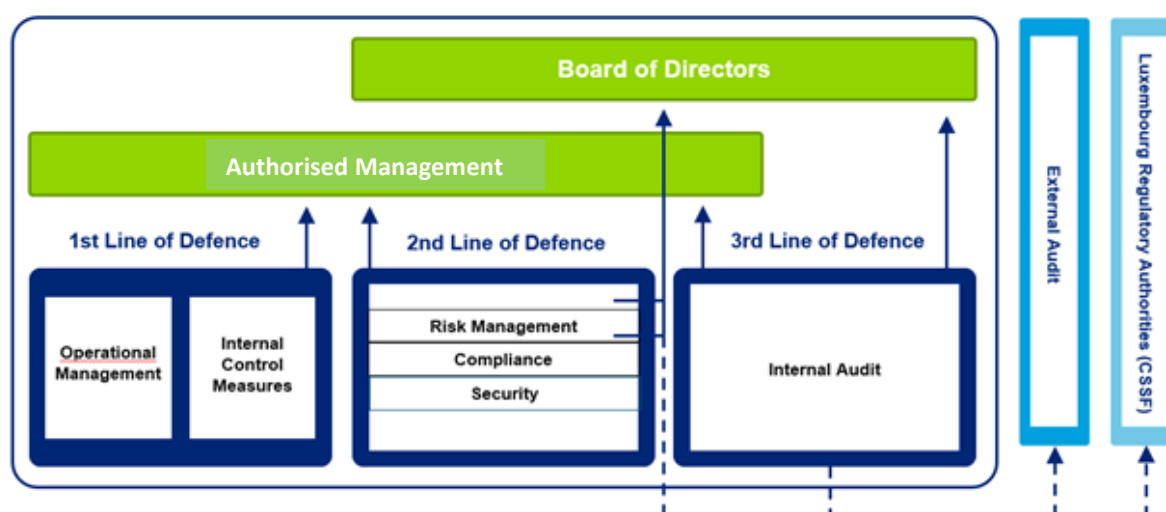 Board of Directors
Authorised Management
1st Line of Defence
2nd Line of Defence
3rd Line of Defence
Operational
Management
Internal
Control
Measures
Risk Management
Compliance
Security
Internal Audit
External Audit
Luxembourg Regulatory Authorities (CSSF)